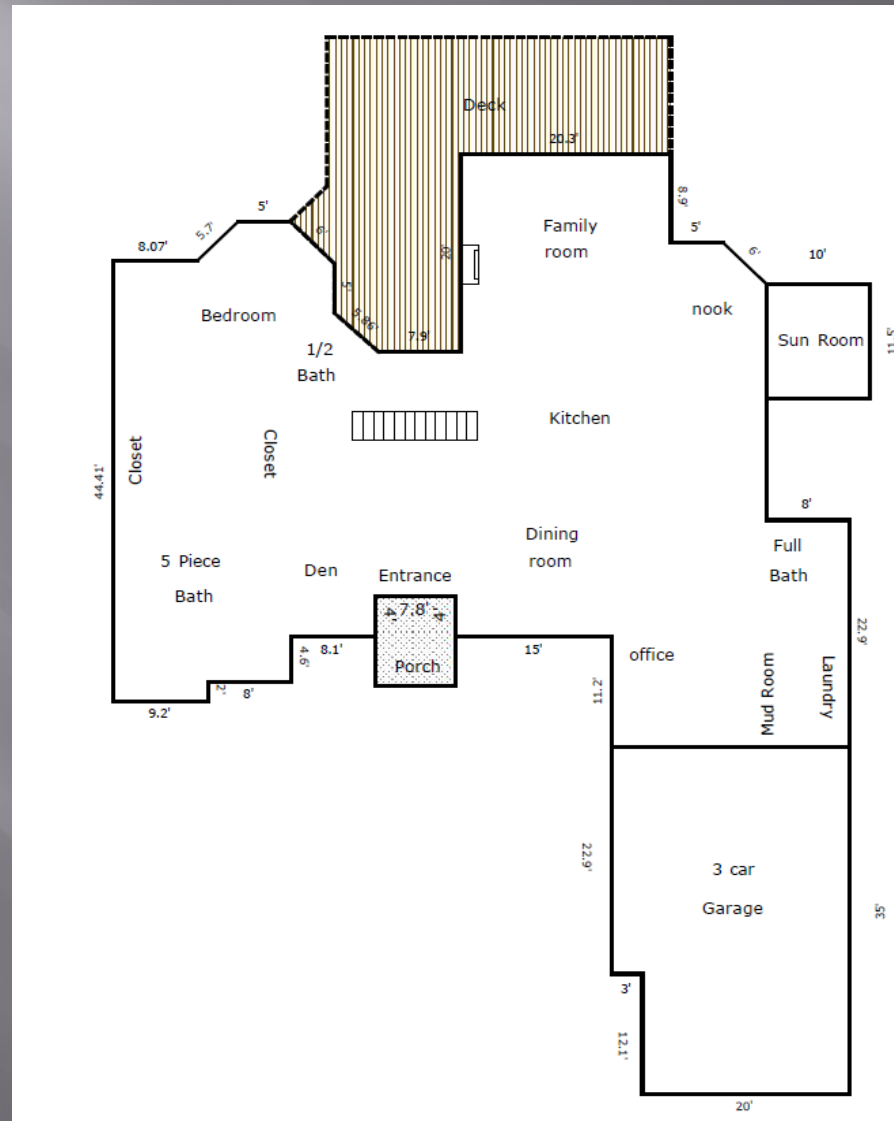 Deck
20.3'
8.9'
5'
5.7'
6'
Family
room
20'
5'
6'
10'
8.07'
Bedroom
5'
5.86'
7.9'
nook
Sun Room
11.5'
1/2
Bath
Kitchen
Closet
Closet
44.41'
8'
Dining
room
Full
Bath
5 Piece
Bath
Den
Entrance
4'
7.8'
4'
22.9'
4.6'
8.1'
Porch
15'
office
11.2'
Mud Room
Laundry
2'
8'
9.2'
22.9'
3 car
Garage
35'
3'
12.1'
20'